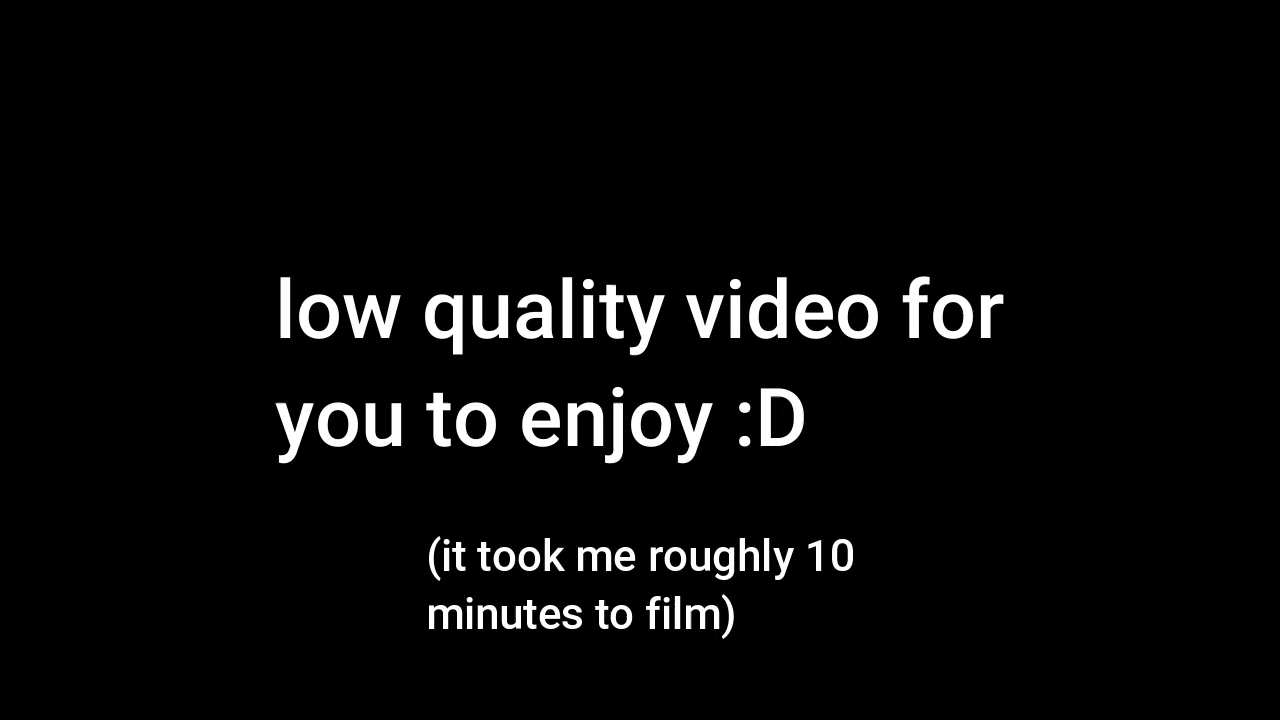 low quality video for
you to enjoy :D
(it took me roughly 10
minutes to film)